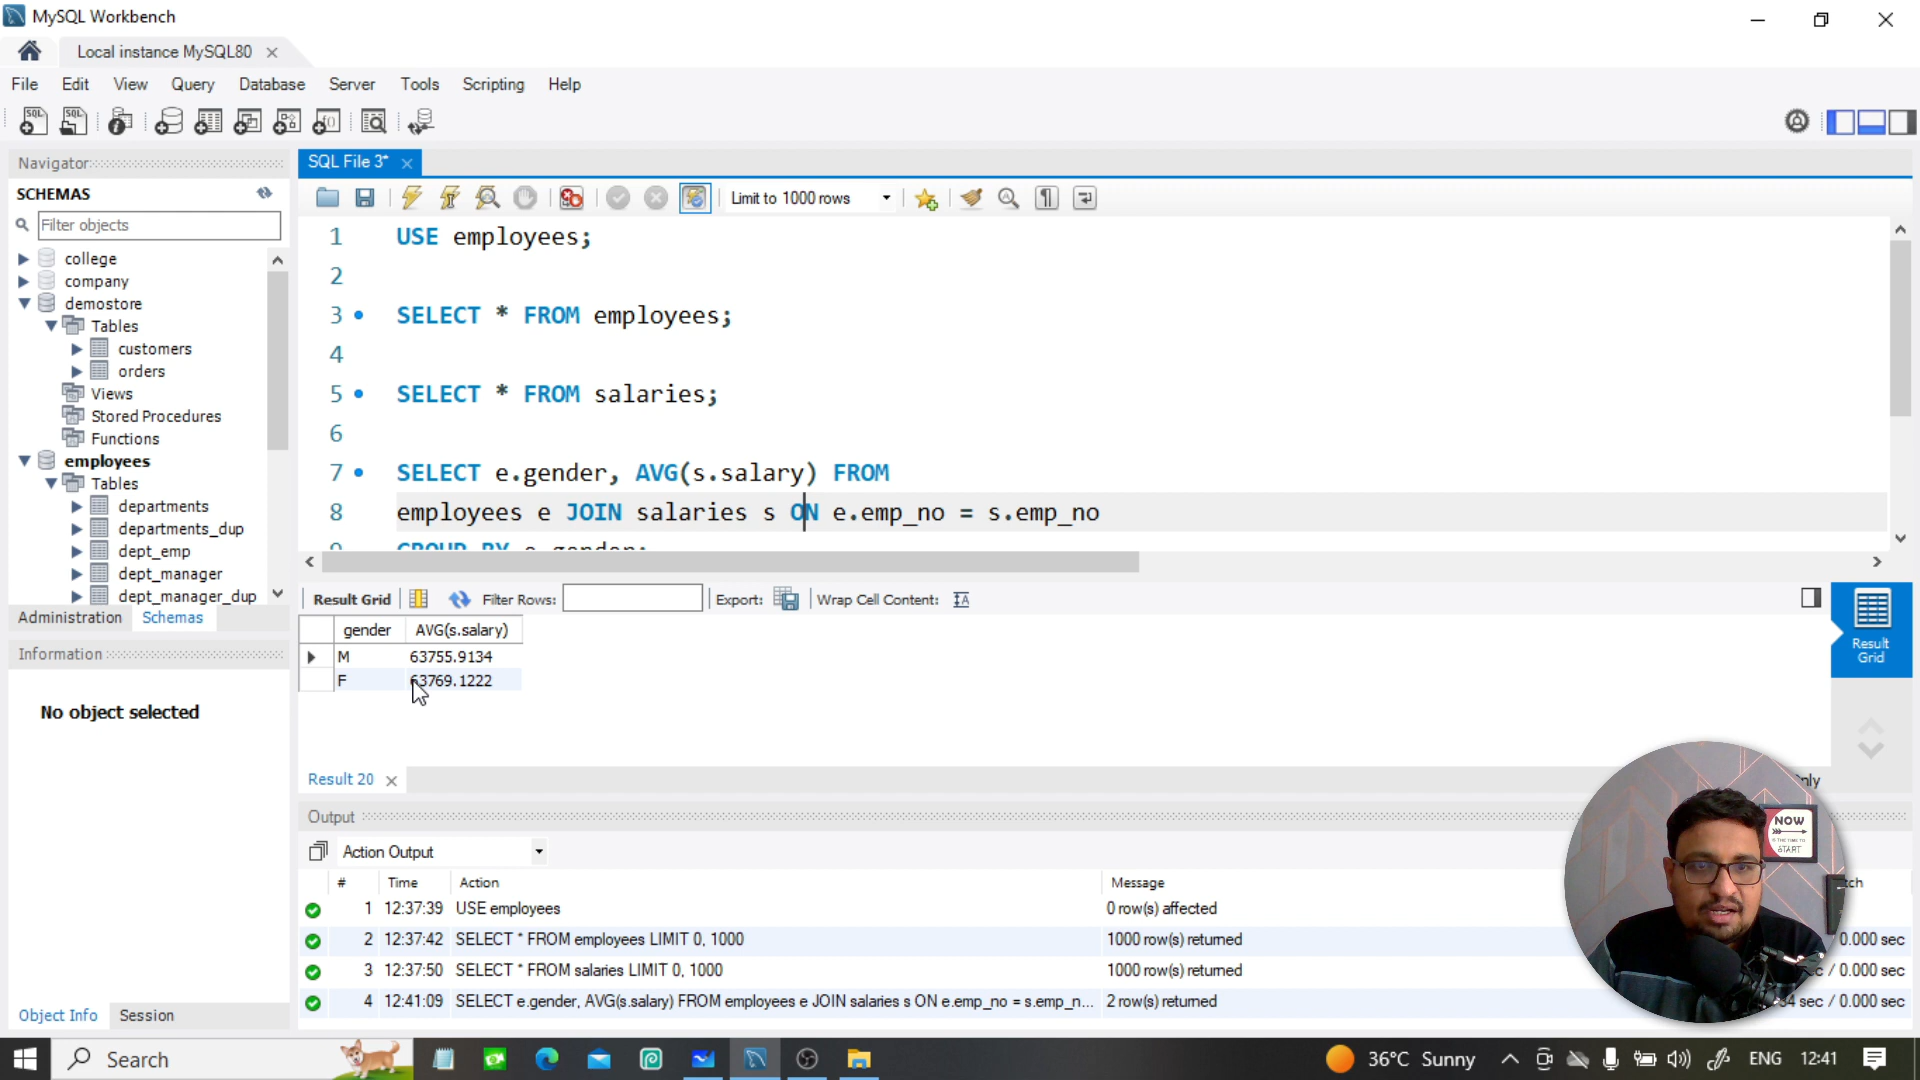 MySQL Workbench
Local instance MySQL80
File Edit View Query Database Server Tools Scripting Help
Navigator
SCHEMAS
Filter objects
college
company
demostore
Tables
customers
orders
Views
Stored Procedures
Functions
employees
Tables
departments
departments_dup
dept_emp
dept_manager
dept_manager_dup
Administration Schemas
Information
No object selected
Object Info Session
SQL File 3*
Limit to 1000 rows
1 USE employees;
2
3 SELECT * FROM employees;
4
5 SELECT * FROM salaries;
6
7 SELECT e.gender, AVG(s.salary) FROM
8 employees e JOIN salaries s ON e.emp_no = s.emp_no
9 GROUP BY e.gender;
Result Grid Filter Rows: Export: Wrap Cell Content:
gender AVG(s.salary)
M 63755.9134
F 63769.1222
Result Grid
Result 20
Output
Action Output
# Time Action Message
1 12:37:39 USE employees 0 row(s) affected
2 12:37:42 SELECT * FROM employees LIMIT 0, 1000 1000 row(s) returned 0.000 sec
3 12:37:50 SELECT * FROM salaries LIMIT 0, 1000 1000 row(s) returned / 0.000 sec
4 12:41:09 SELECT e.gender, AVG(s.salary) FROM employees e JOIN salaries s ON e.emp_no = s.emp_n... 2 row(s) returned sec / 0.000 sec
NOW
START
Search
36°C Sunny
ENG 12:41